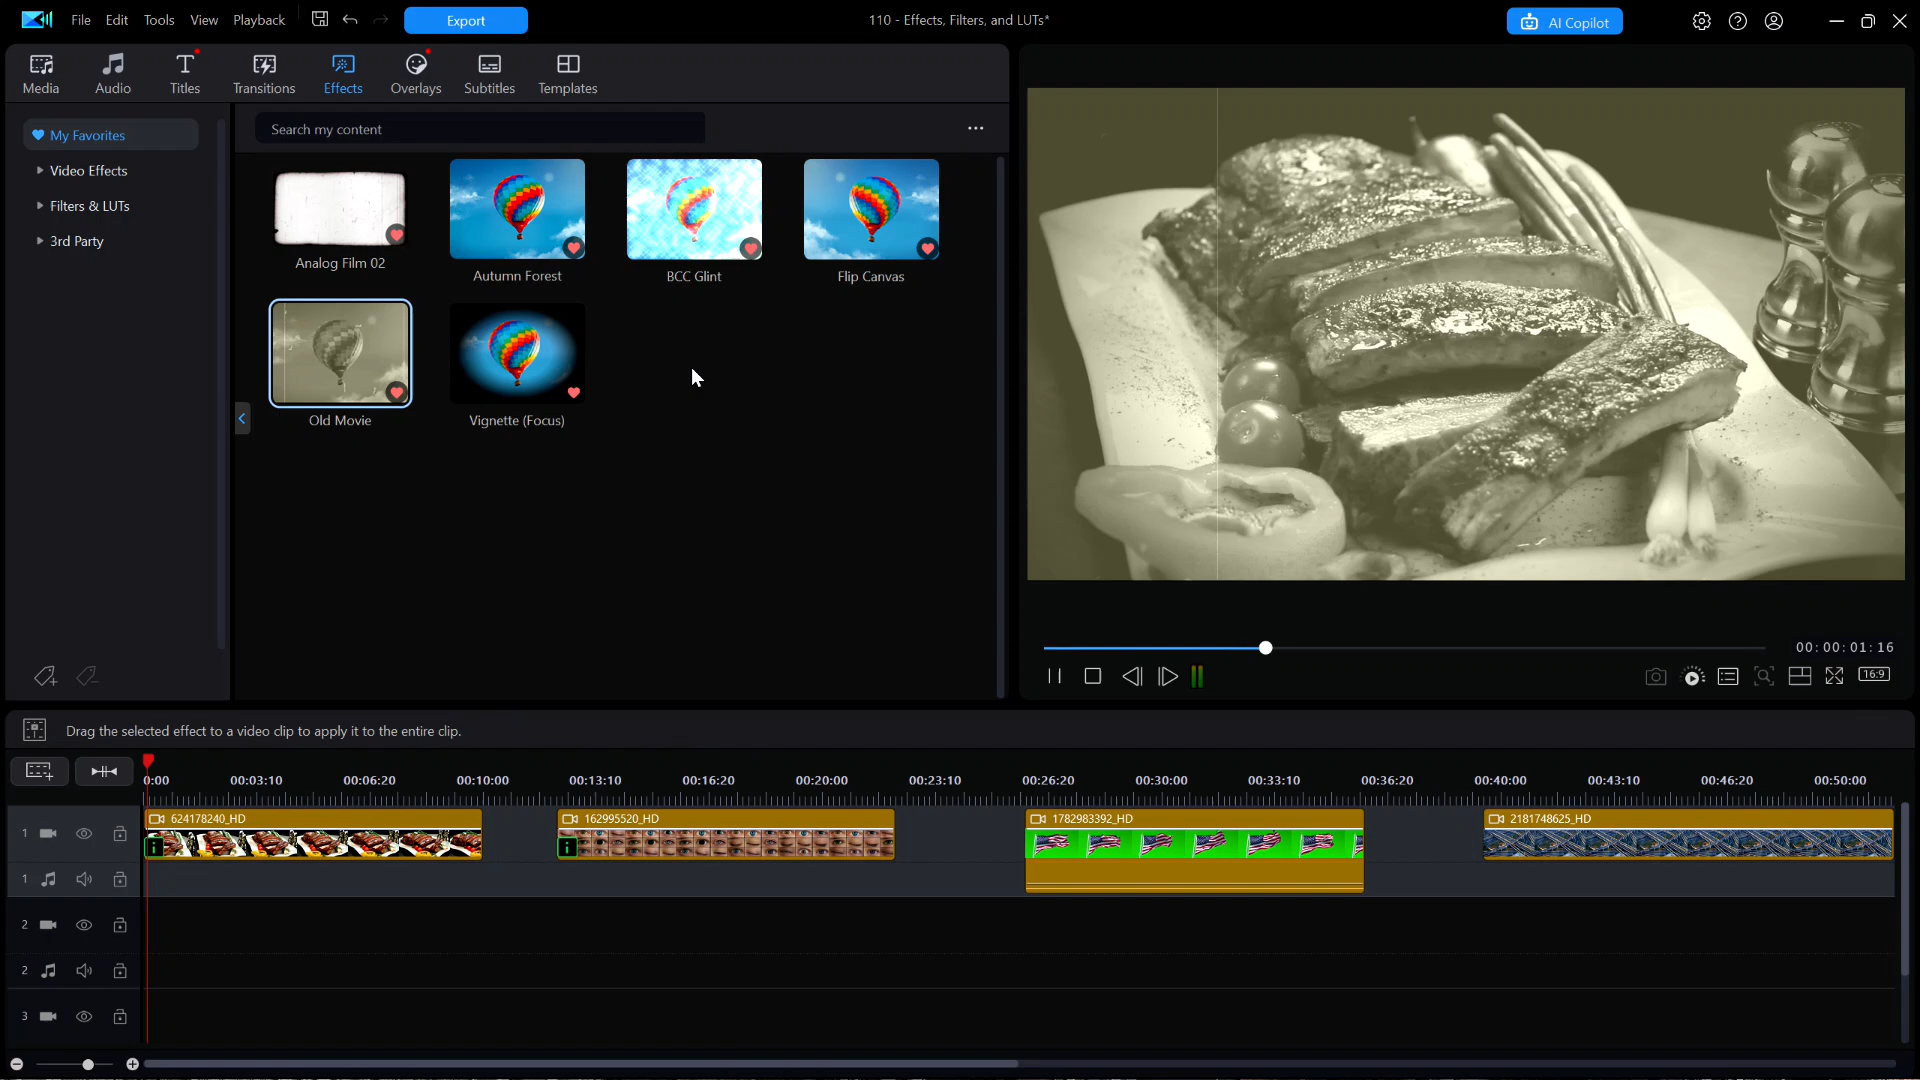 File Edit Tools View Playback Export 110 - Effects, Filters, and LUTs* AI Copilot
Media Audio Titles Transitions Effects Overlays Subtitles Templates
My Favorites
Video Effects
Filters & LUTs
3rd Party
Search my content
Analog Film 02 Autumn Forest BCC Glint Flip Canvas
Old Movie Vignette (Focus)
00:00:01:16
16:9
Drag the selected effect to a video clip to apply it to the entire clip.
0:00 00:03:10 00:06:20 00:10:00 00:13:10 00:16:20 00:20:00 00:23:10 00:26:20 00:30:00 00:33:10 00:36:20 00:40:00 00:43:10 00:46:20 00:50:00
624178240_HD 162995520_HD 1782983392_HD 2181748625_HD
1 i i
1
2
2
3